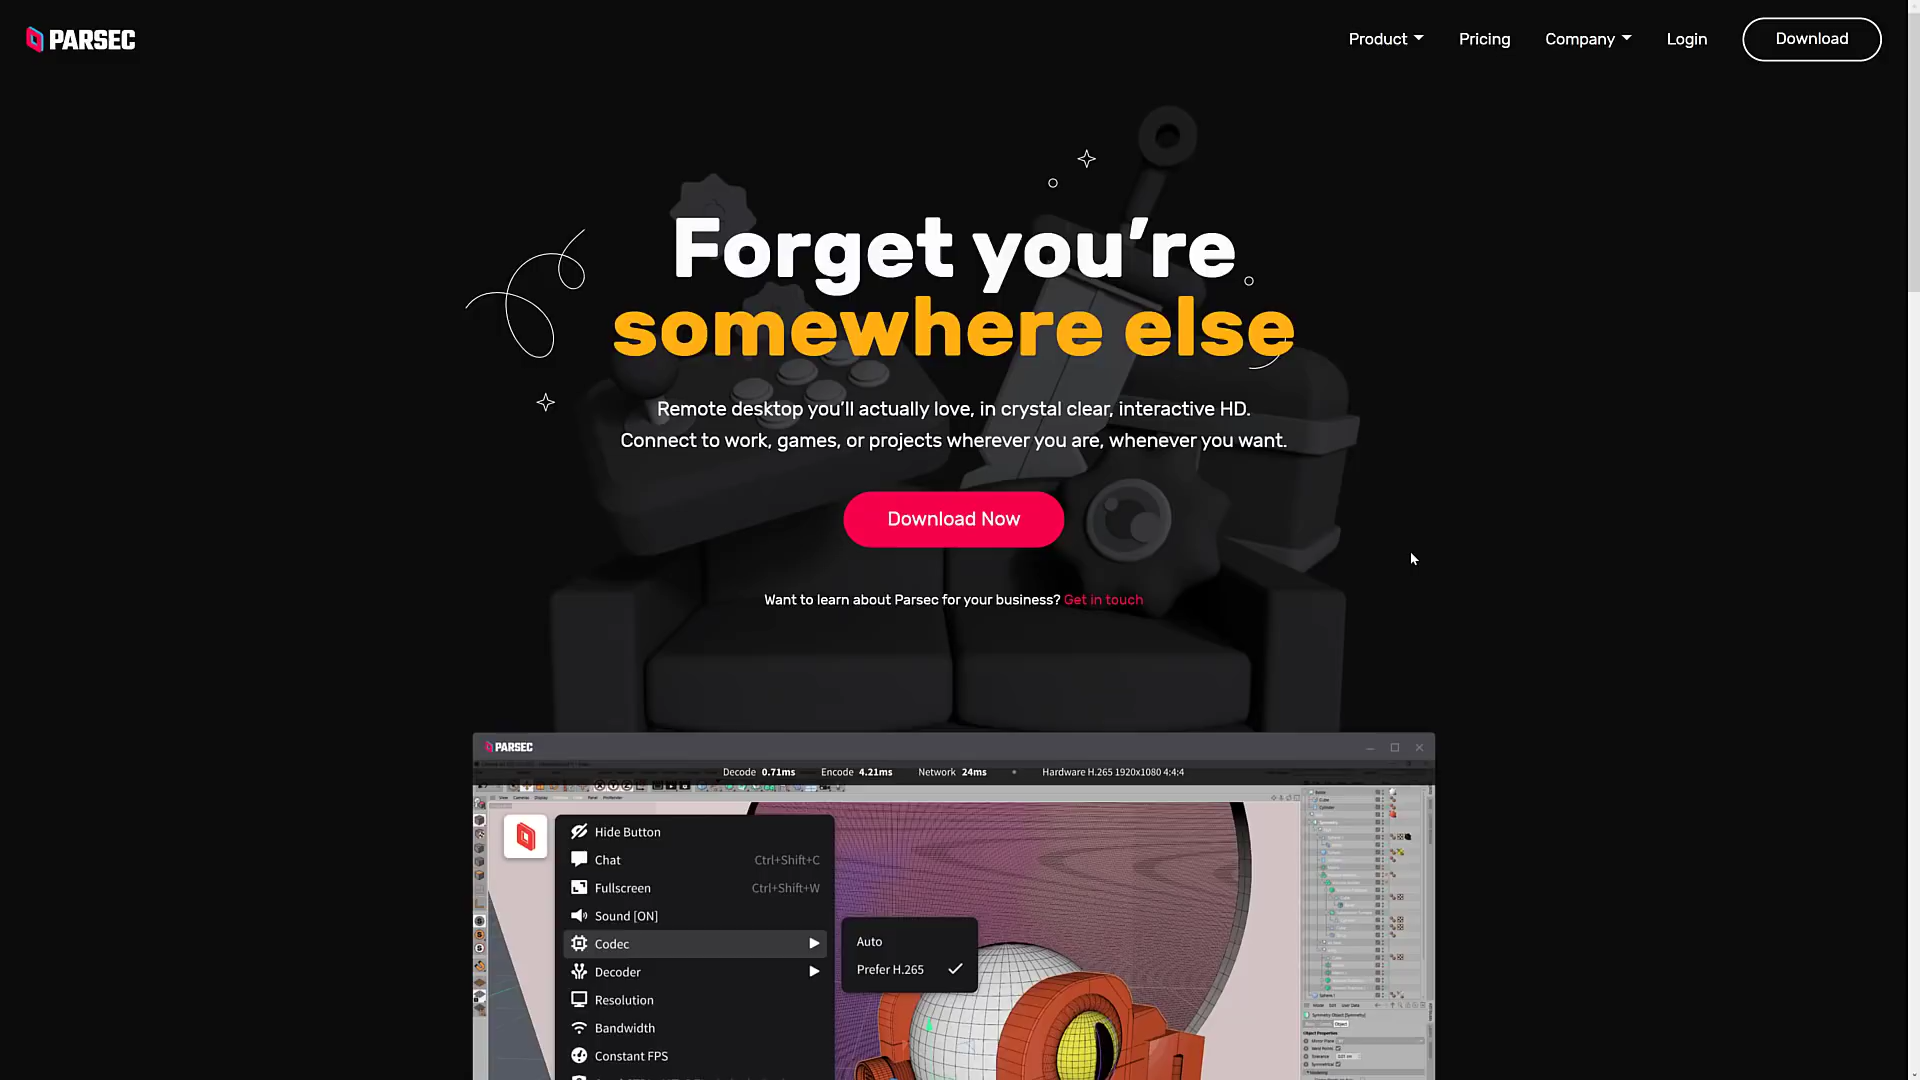 PARSEC
Product
Pricing
Company
Login
Download
Forget you're
somewhere else
Remote desktop you'll actually love, in crystal clear, interactive HD.
Connect to work, games, or projects wherever you are, whenever you want.
Download Now
Want to learn about Parsec for your business? Get in touch
PARSEC
Decode 0.71ms Encode 4.21ms Network 24ms • Hardware H.265 1920x1080 4:4:4
Hide Button
Chat Ctrl+Shift+C
Fullscreen Ctrl+Shift+W
Sound [ON]
Codec
Auto
Prefer H.265
Decoder
Resolution
Bandwidth
Constant FPS
Object Properties